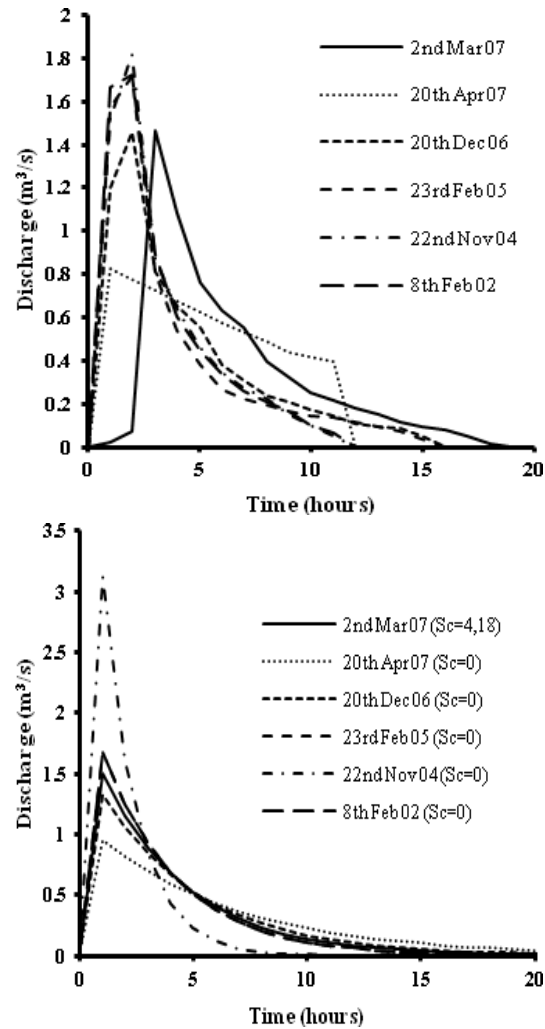 Discharge (m³/s)
2
1.8
1.6
1.4
1.2
1
0.8
0.6
0.4
0.2
0
0 5 10 15 20
Time (hours)
2ndMar07
20thApr07
20thDec06
23rdFeb05
22ndNov04
8thFeb02
Discharge (m³/s)
3.5
3
2.5
2
1.5
1
0.5
0
0 5 10 15 20
Time (hours)
2ndMar07(Sc=4,18)
20thApr07(Sc=0)
20thDec06(Sc=0)
23rdFeb05(Sc=0)
22ndNov04(Sc=0)
8thFeb02(Sc=0)